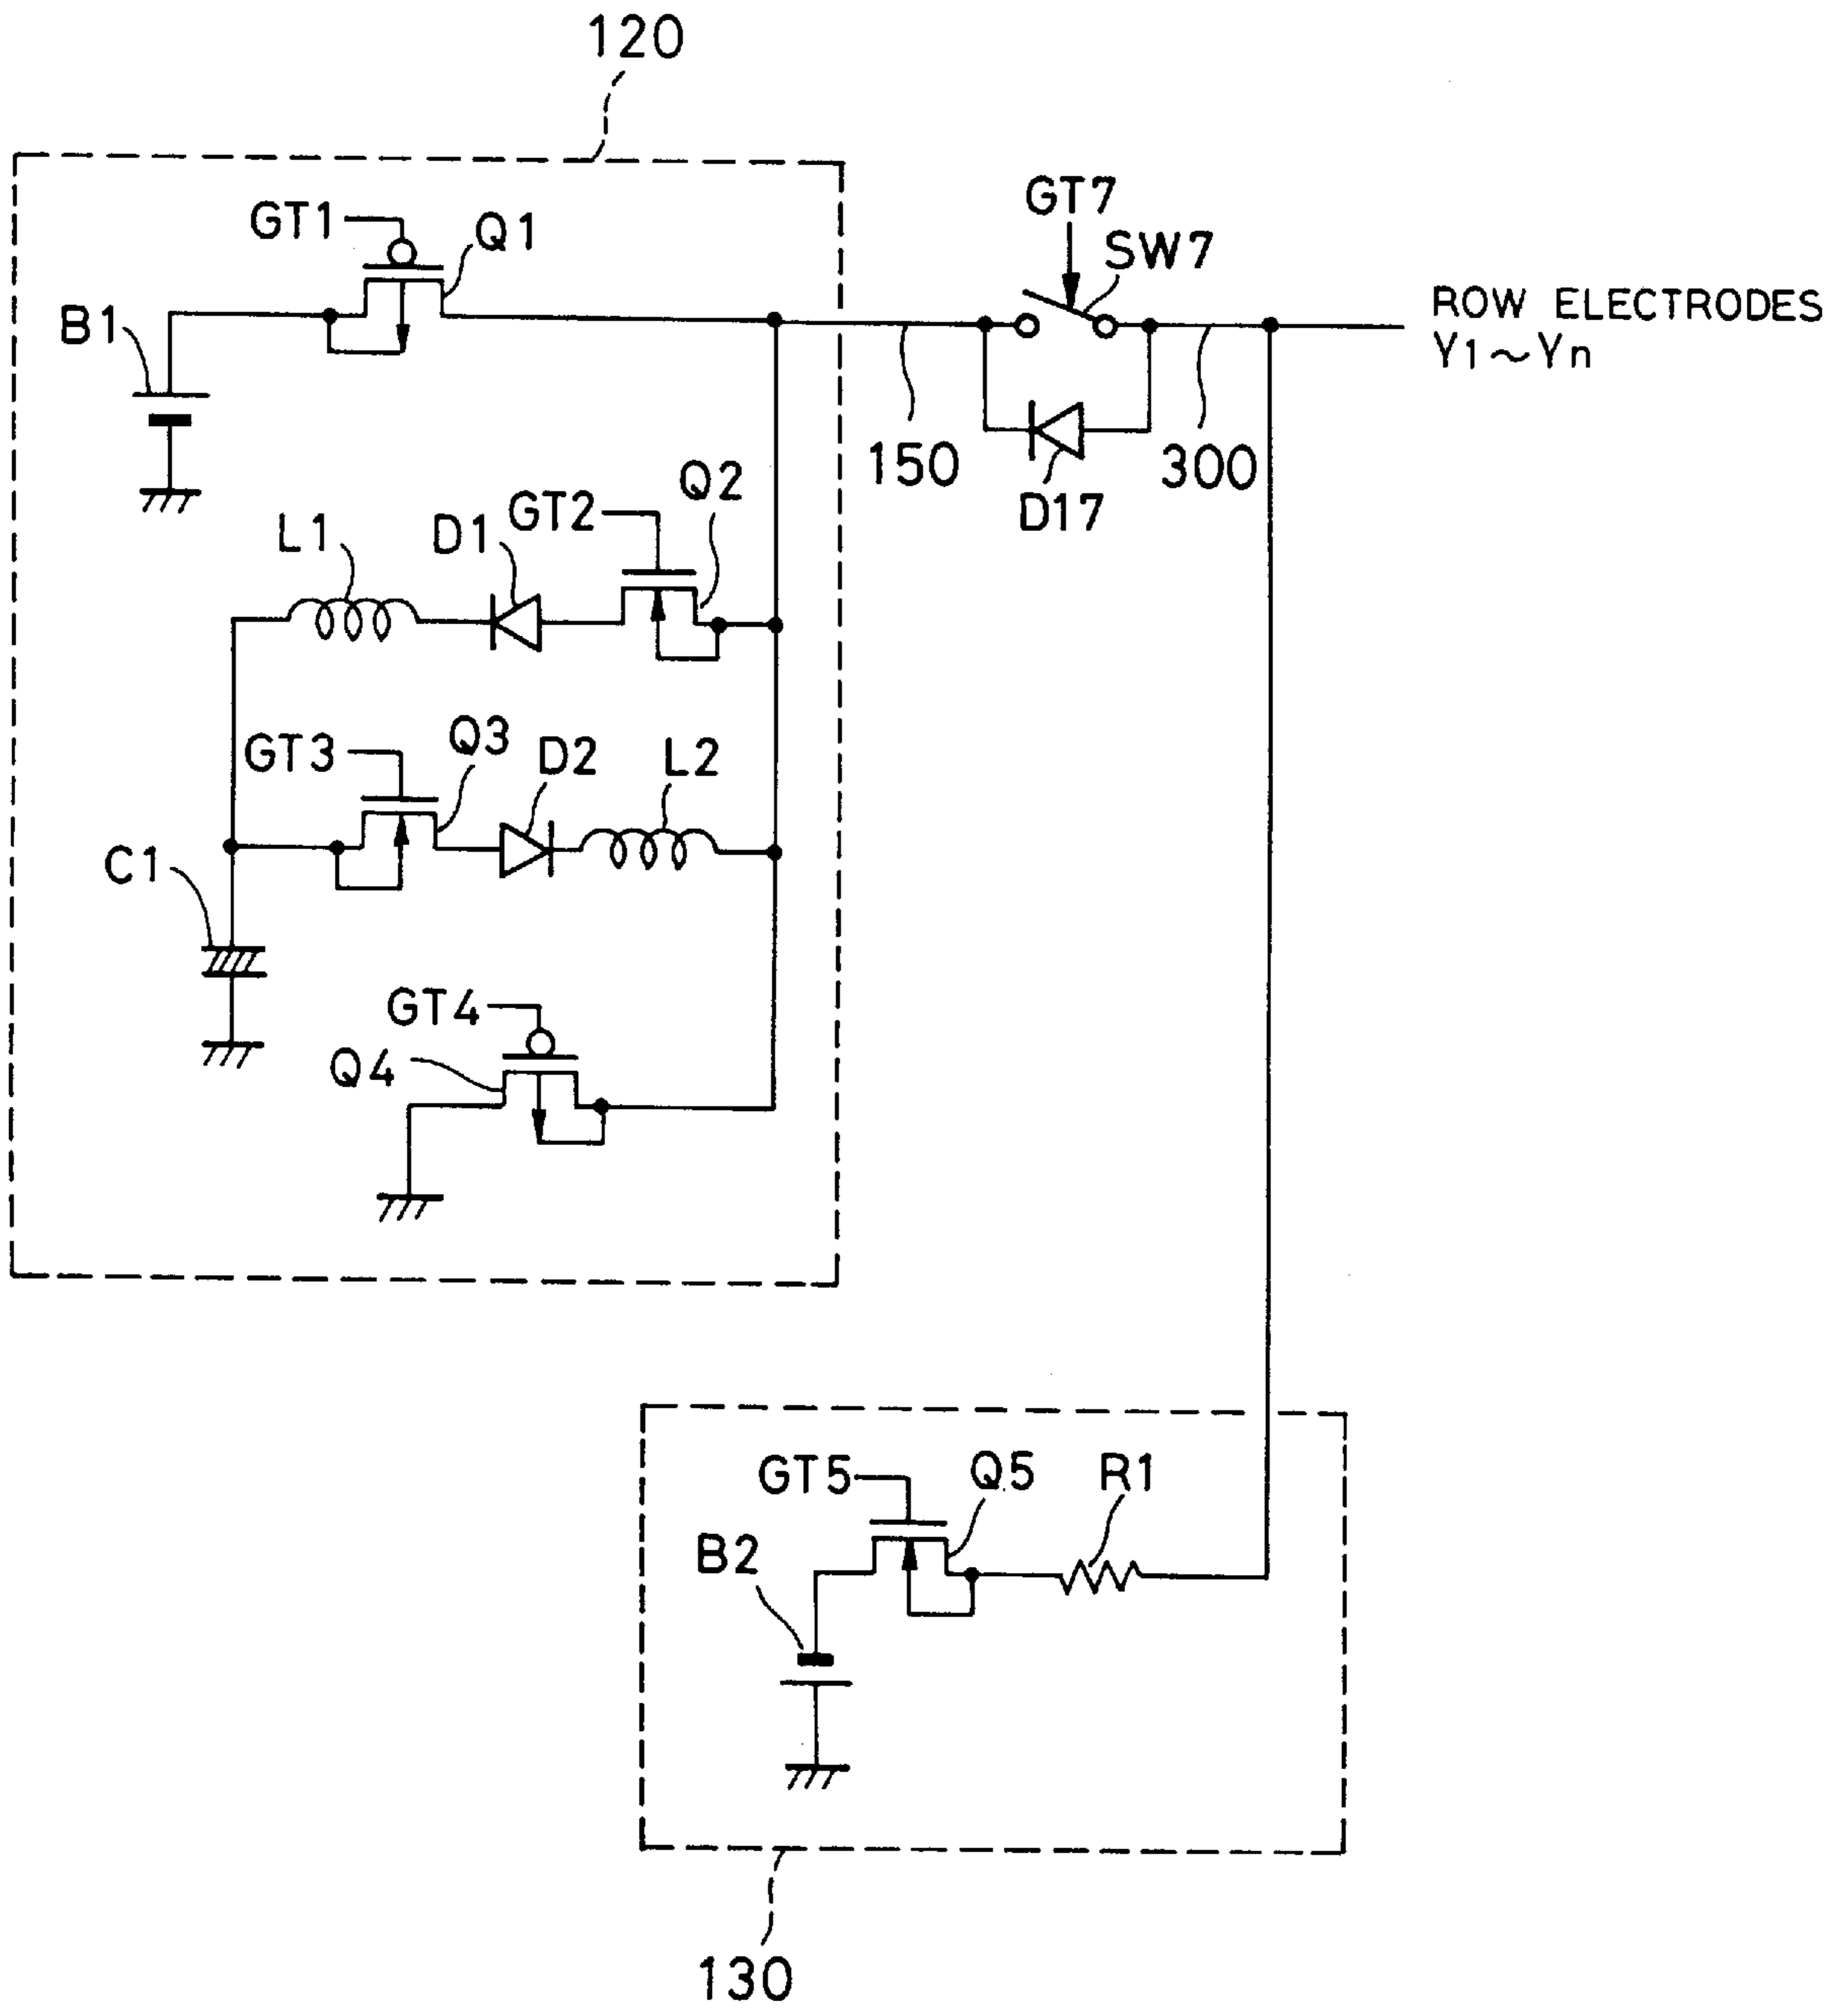 120
GT1
Q1
B1
GT7
SW7
ROW ELECTRODES
Y1~Yn
150
300
D17
L1
D1
GT2
Q2
GT3
Q3
D2
L2
C1
GT4
Q4
GT5
Q5
R1
B2
130